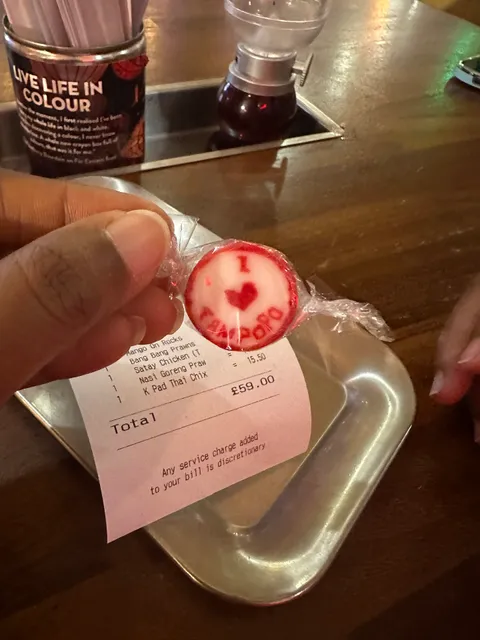 LIVE LIFE IN
COLOUR
I
TAMPOPO
Mango On Rocks
1 Bang Bang Prawns
1 Satay Chicken (T =
1 Nasi Goreng Praw = 15.50
1 K Pad Thai Chix
Total £59.00
Any service charge added
to your bill is discretionary